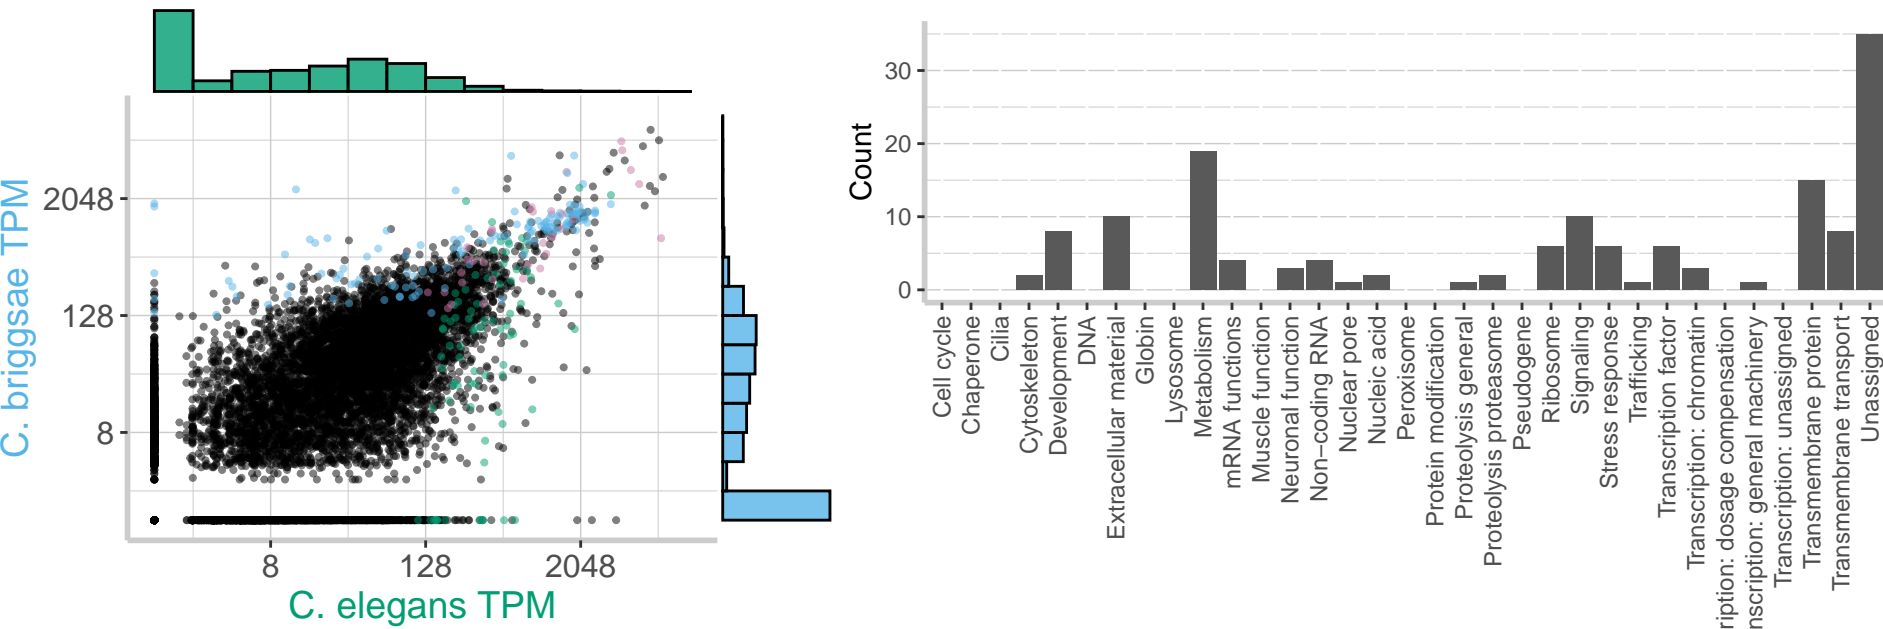 C. briggsae TPM
2048
128
8
8
128
2048
C. elegans TPM
Count
30
20
10
0
Cell cycle
Chaperone
Cilia
Cytoskeleton
Development
DNA
Extracellular material
Globin
Lysosome
Metabolism
mRNA functions
Muscle function
Neuronal function
Non−coding RNA
Nuclear pore
Nucleic acid
Peroxisome
Protein modification
Proteolysis general
Proteolysis proteasome
Pseudogene
Ribosome
Signaling
Stress response
Trafficking
Transcription factor
Transcription: chromatin
ription: dosage compensation
nscription: general machinery
Transcription: unassigned
Transmembrane protein
Transmembrane transport
Unassigned